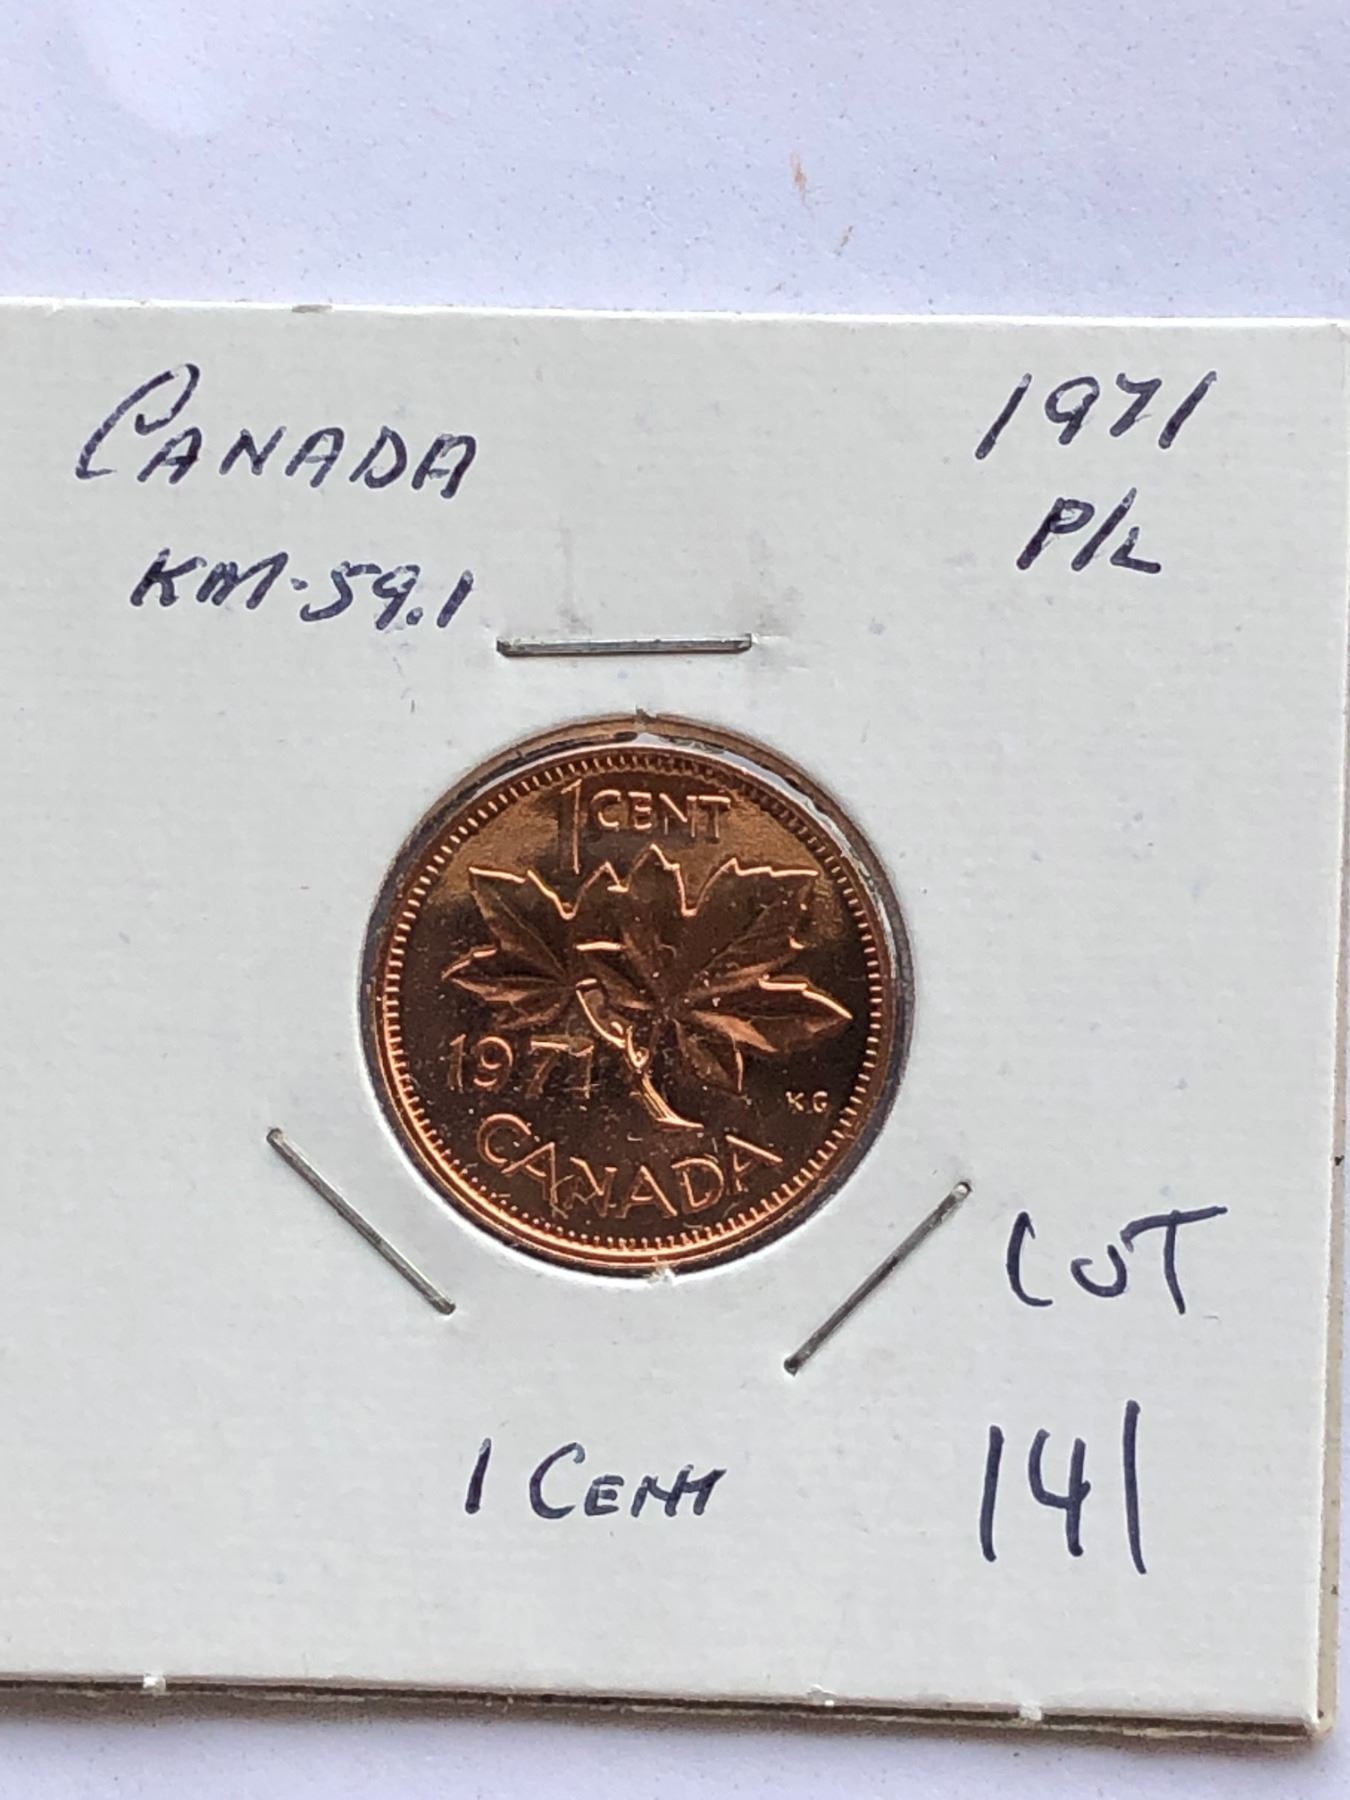 CANADA
1971
KM-59.1
P/L
1 CENT
1971
KG
CANADA
CUT
1 CENT
141